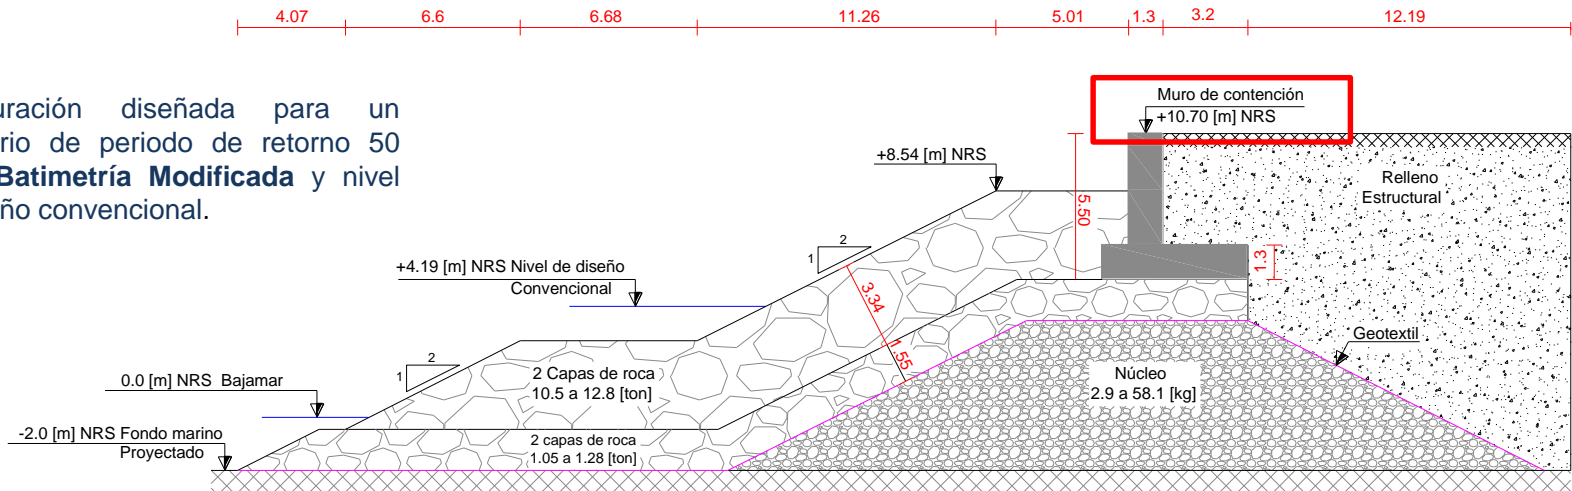 4.07 6.6 6.68 11.26 5.01 1.3 3.2 12.19
uración diseñada para un
rio de periodo de retorno 50
Batimetría Modificada y nivel
ño convencional.
Muro de contención
+10.70 [m] NRS
+8.54 [m] NRS
Relleno
Estructural
5.50
1.3
2
1
+4.19 [m] NRS Nivel de diseño
Convencional
3.34
1.55
Geotextil
2
1
0.0 [m] NRS Bajamar
2 Capas de roca
10.5 a 12.8 [ton]
Núcleo
2.9 a 58.1 [kg]
-2.0 [m] NRS Fondo marino
Proyectado
2 capas de roca
1.05 a 1.28 [ton]